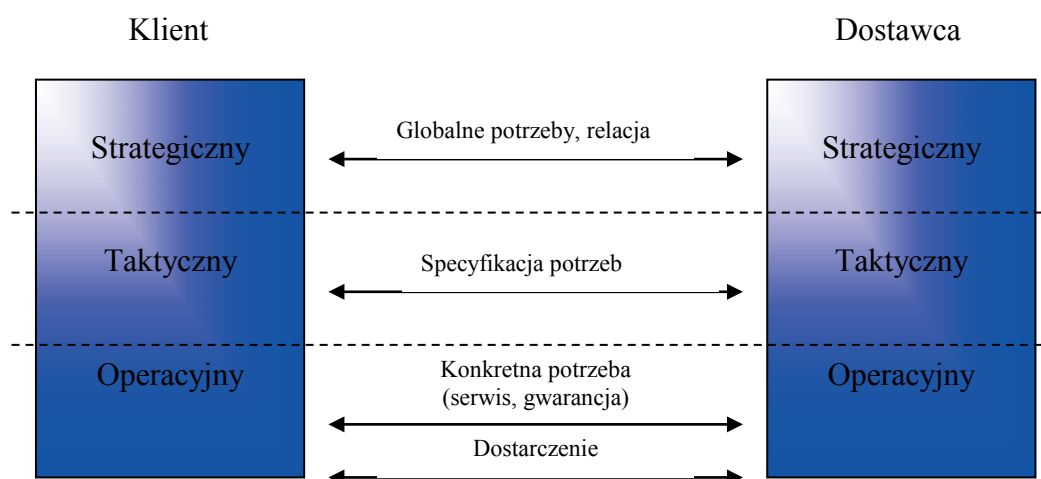 Klient
Dostawca
Strategiczny
Globalne potrzeby, relacja
Strategiczny
Taktyczny
Specyfikacja potrzeb
Taktyczny
Operacyjny
Konkretna potrzeba
(serwis, gwarancja)
Operacyjny
Dostarczenie